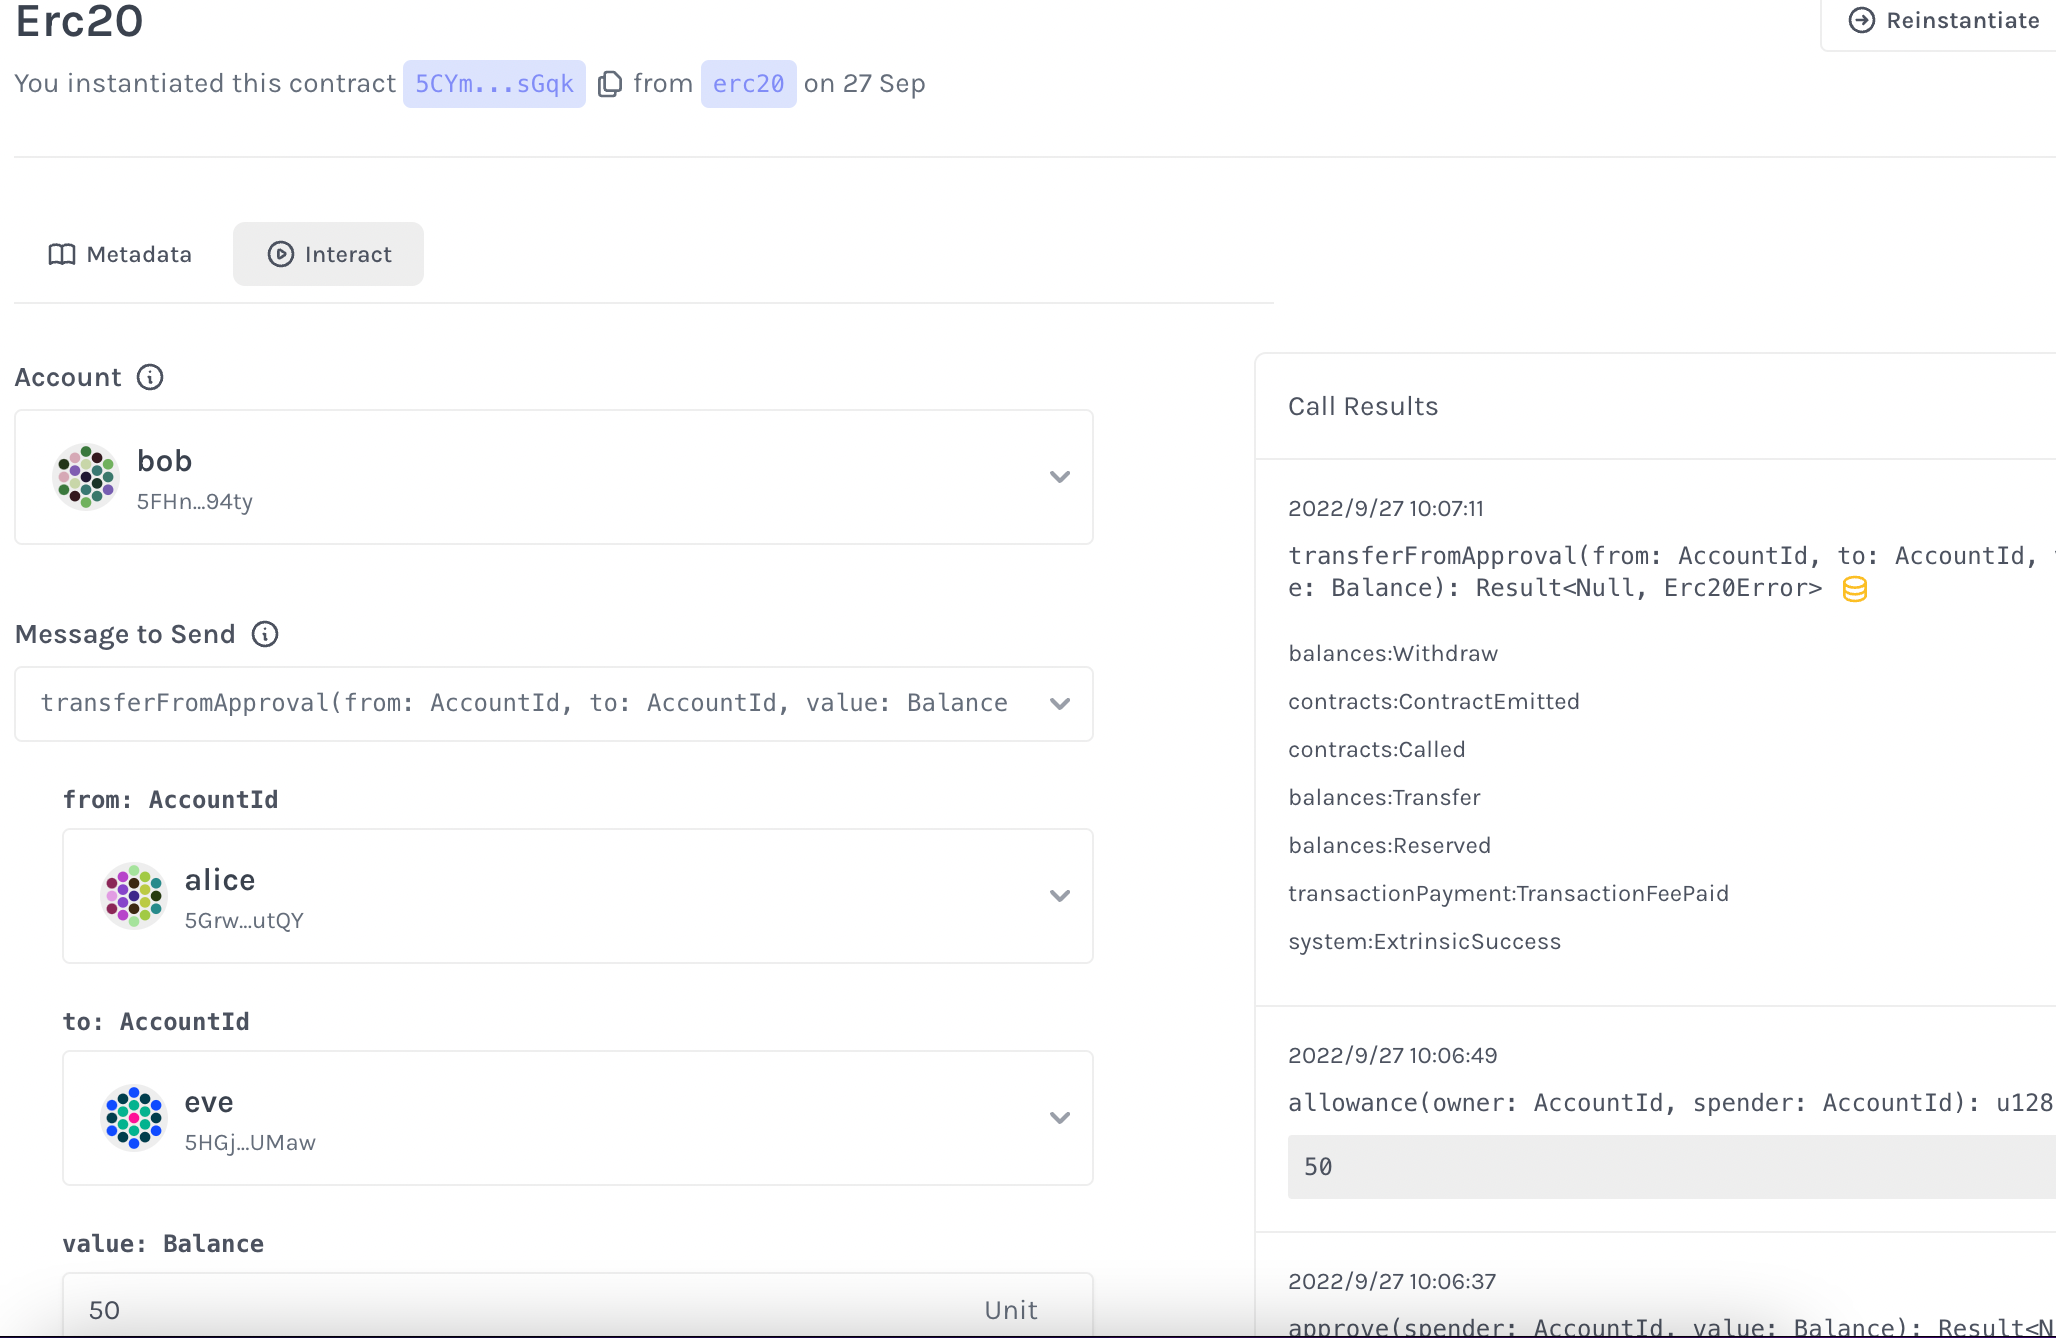 Erc20
Reinstantiate
You instantiated this contract 5CYm...sGqk from erc20 on 27 Sep
Metadata
Interact
Account
bob
5FHn...94ty
Message to Send
transferFromApproval(from: AccountId, to: AccountId, value: Balance
from: AccountId
alice
5Grw...utQY
to: AccountId
eve
5HGj...UMaw
value: Balance
50
Unit
Call Results
2022/9/27 10:07:11
transferFromApproval(from: AccountId, to: AccountId,
e: Balance): Result<Null, Erc20Error>
balances:Withdraw
contracts:ContractEmitted
contracts:Called
balances:Transfer
balances:Reserved
transactionPayment:TransactionFeePaid
system:ExtrinsicSuccess
2022/9/27 10:06:49
allowance(owner: AccountId, spender: AccountId): u128
50
2022/9/27 10:06:37
approve(spender: AccountId, value: Balance): Result<N